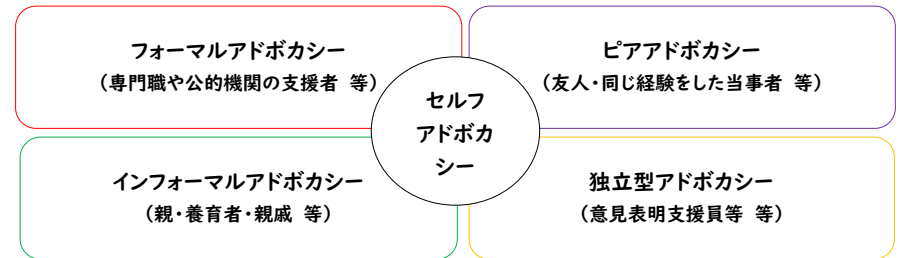 フォーマルアドボカシー
（専門職や公的機関の支援者 等）
ピアアドボカシー
（友人・同じ経験をした当事者 等）
セルフ
アドボカ
シー
インフォーマルアドボカシー
（親・養育者・親戚 等）
独立型アドボカシー
（意見表明支援員等 等）